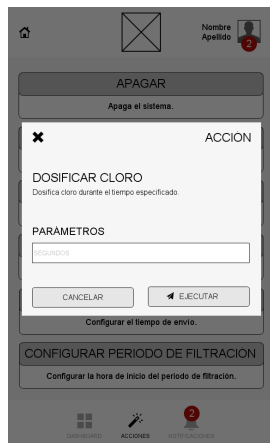 Nombre
Apellido
2
APAGAR
Apaga el sistema.
ACCIÓN
DOSIFICAR CLORO
Dosifica cloro durante el tiempo especificado.
PARÁMETROS
SEGUNDOS
CANCELAR
EJECUTAR
Configurar el tiempo de envío.
CONFIGURAR PERIODO DE FILTRACIÓN
Configurar la hora de inicio del periodo de filtración.
2
DASHBOARD
ACCIONES
NOTIFICACIONES